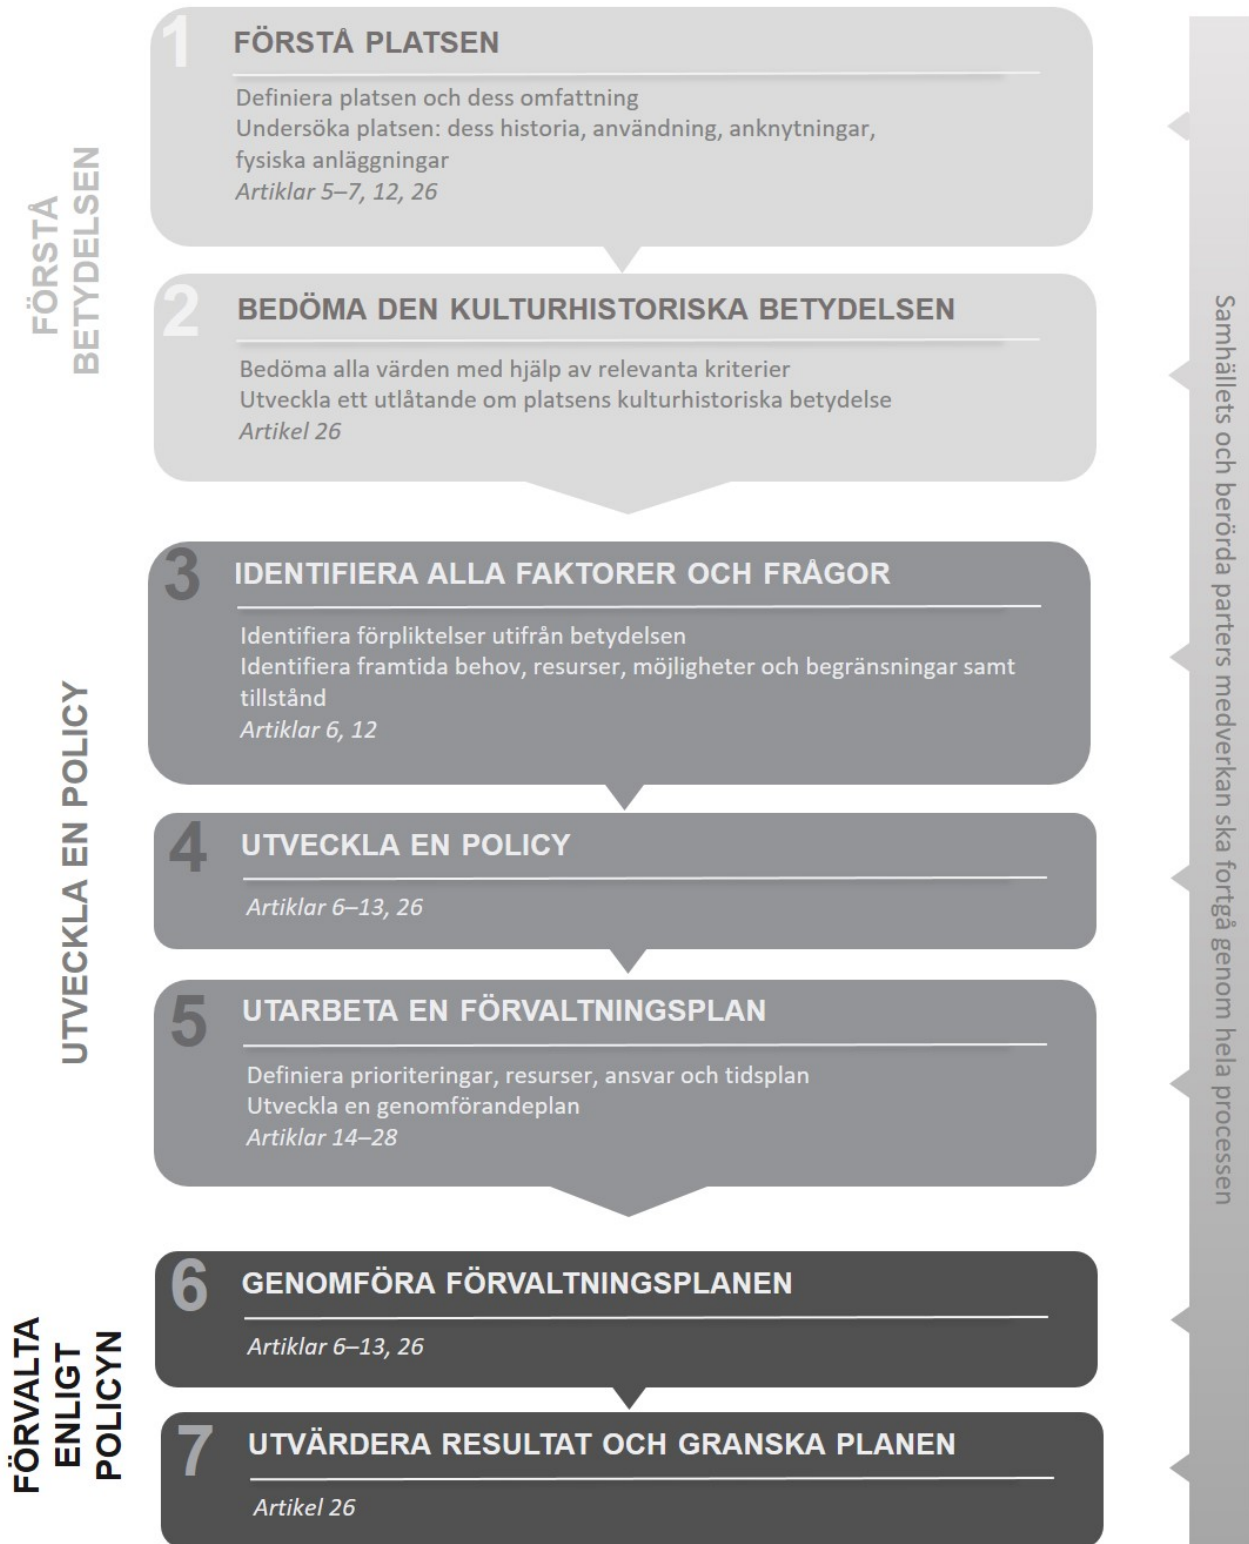 FÖRSTÅ
BETYDELSEN
1
FÖRSTÅ PLATSEN
Definiera platsen och dess omfattning
Undersöka platsen: dess historia, användning, anknytningar,
fysiska anläggningar
Artiklar 5–7, 12, 26
2
BEDÖMA DEN KULTURHISTORISKA BETYDELSEN
Bedöma alla värden med hjälp av relevanta kriterier
Utveckla ett utlåtande om platsens kulturhistoriska betydelse
Artikel 26
UTVECKLA EN POLICY
3
IDENTIFIERA ALLA FAKTORER OCH FRÅGOR
Identifiera förpliktelser utifrån betydelsen
Identifiera framtida behov, resurser, möjligheter och begränsningar samt
tillstånd
Artiklar 6, 12
4
UTVECKLA EN POLICY
Artiklar 6–13, 26
5
UTARBETA EN FÖRVALTNINGSPLAN
Definiera prioriteringar, resurser, ansvar och tidsplan
Utveckla en genomförandeplan
Artiklar 14–28
FÖRVALTA
ENLIGT
POLICYN
6
GENOMFÖRA FÖRVALTNINGSPLANEN
Artiklar 6–13, 26
7
UTVÄRDERA RESULTAT OCH GRANSKA PLANEN
Artikel 26
Samhällets och berörda parters medverkan ska fortgå genom hela processen